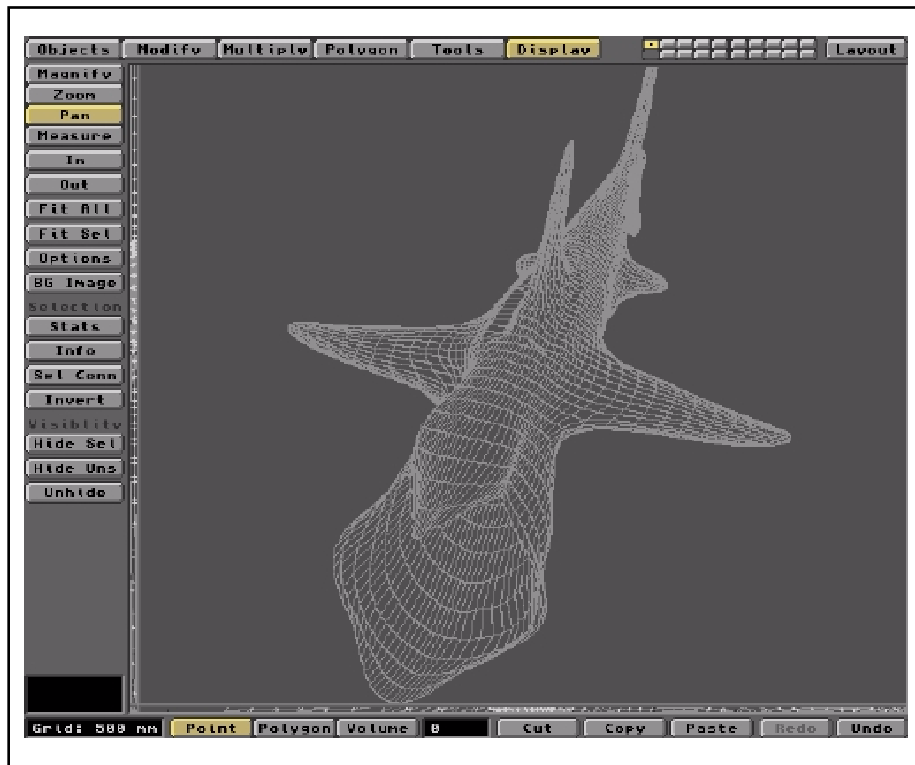 Objects Modify Multiply Polygon Tools Display Layout
Magnify
Zoom
Pan
Measure
In
Out
Fit All
Fit Sel
Options
BG Image
Selection
Stats
Info
Sel Conn
Invert
Visiblity
Hide Sel
Hide Uns
Unhide
Grid: 500 mm Point Polygon Volume 0 Cut Copy Paste Redo Undo